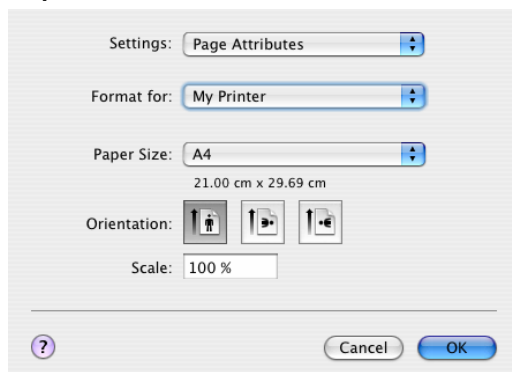 Settings: Page Attributes
Format for: My Printer
Paper Size: A4
21.00 cm x 29.69 cm
Orientation:
Scale: 100 %
? Cancel OK